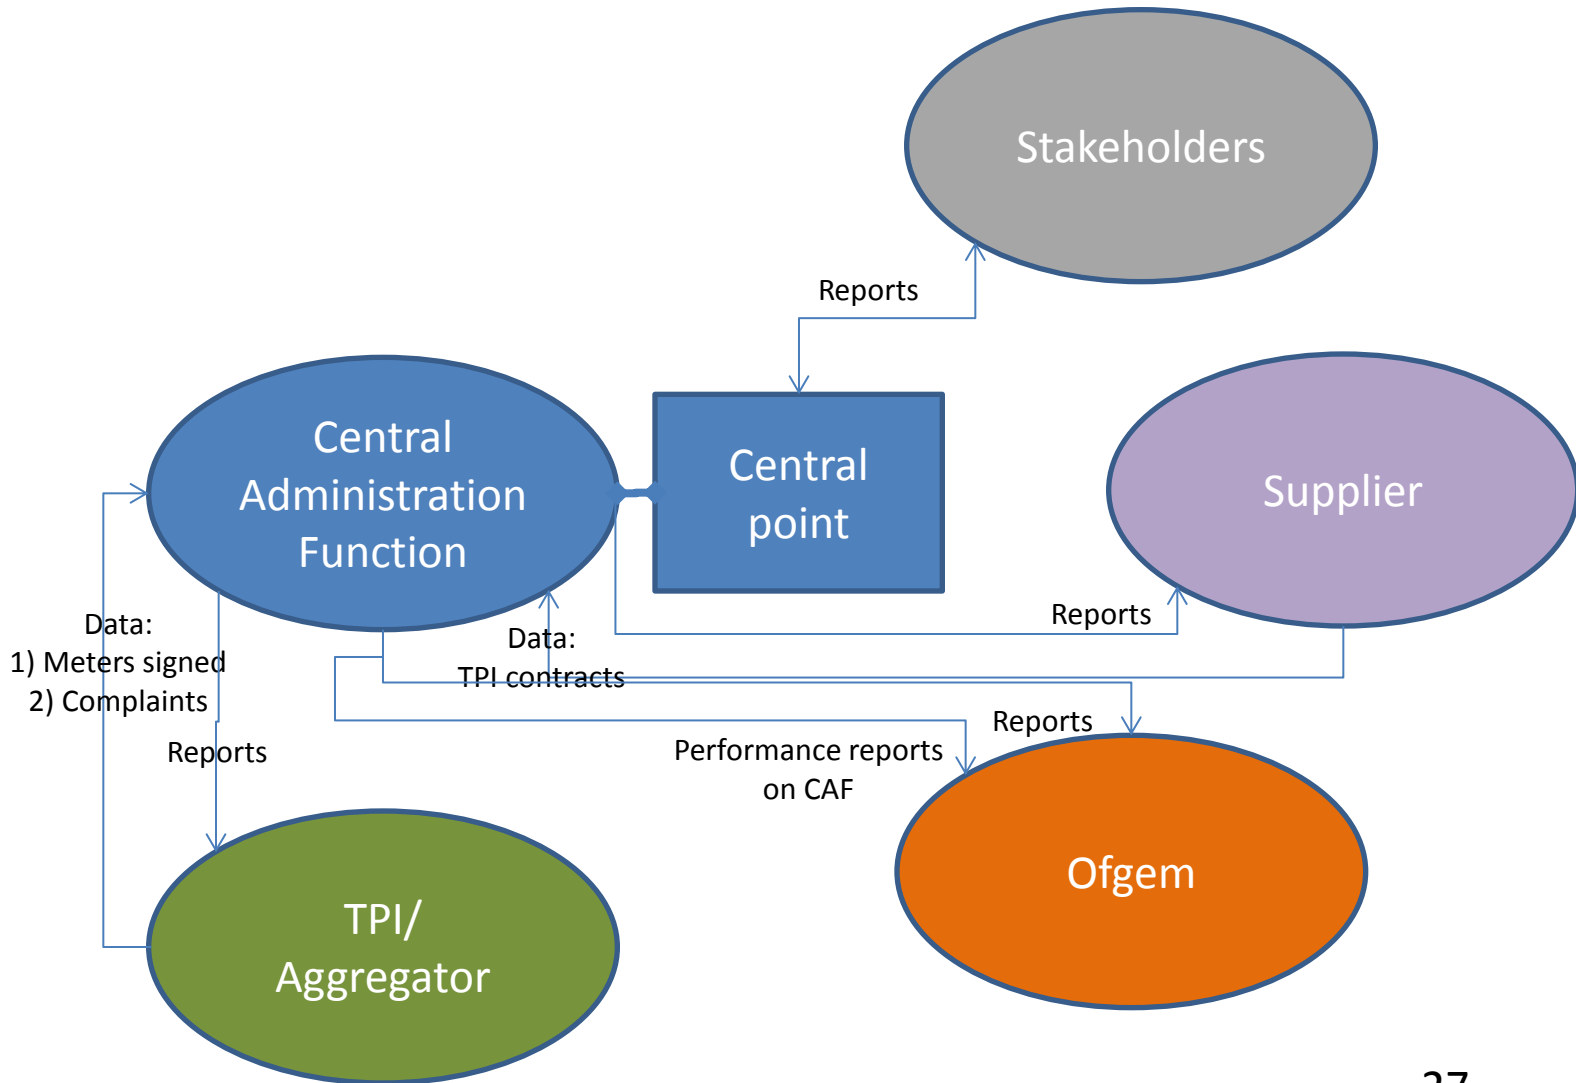 Stakeholders
Reports
Central
Administration
Function
Central
point
Supplier
Reports
Data:
1) Meters signed
2) Complaints
Data:
TPI contracts
Reports
Performance reports
on CAF
Reports
TPI/
Aggregator
Ofgem